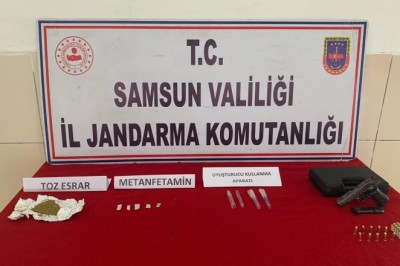 T.C.
SAMSUN VALİLİĞİ
İL JANDARMA KOMUTANLIĞI
TOZ ESRAR
METANFETAMİN
UYUŞTURUCU KULLANMA
APARATI